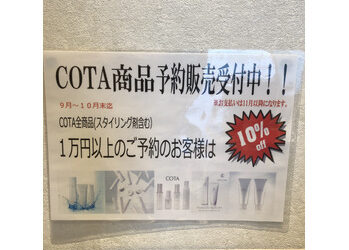 COTA商品予約販売受付中！！
9月～10月末迄
※お支払いは11月以降になります。
COTA全商品(スタイリング剤含む)
1万円以上のご予約のお客様は
10%
off
COTA